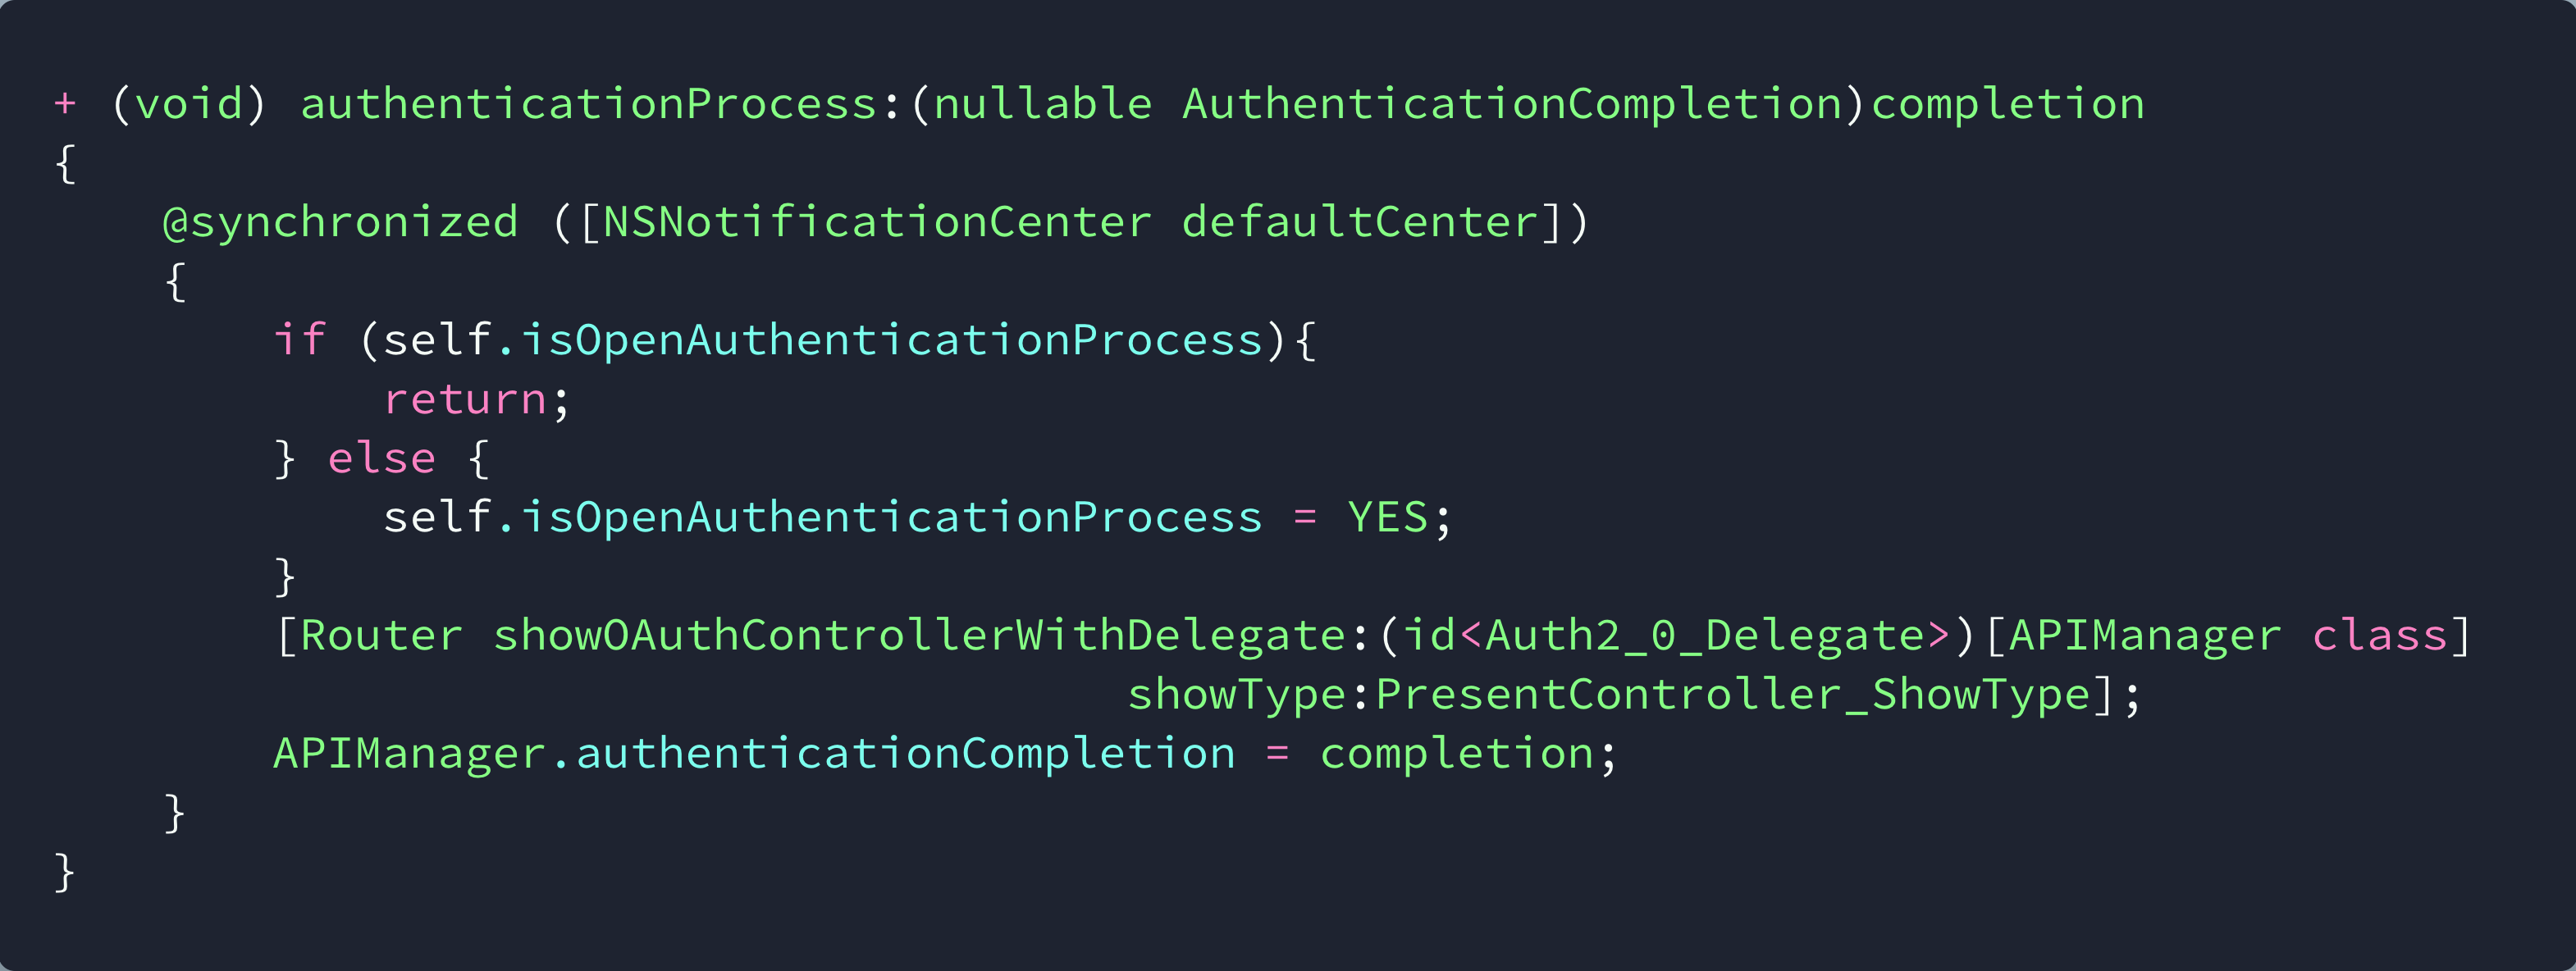 + (void) authenticationProcess:(nullable AuthenticationCompletion)completion
{
    @synchronized ([NSNotificationCenter defaultCenter])
    {
        if (self.isOpenAuthenticationProcess){
            return;
        } else {
            self.isOpenAuthenticationProcess = YES;
        }
        [Router showOAuthControllerWithDelegate:(id<Auth2_0_Delegate>)[APIManager class]
                                       showType:PresentController_ShowType];
        APIManager.authenticationCompletion = completion;
    }
}